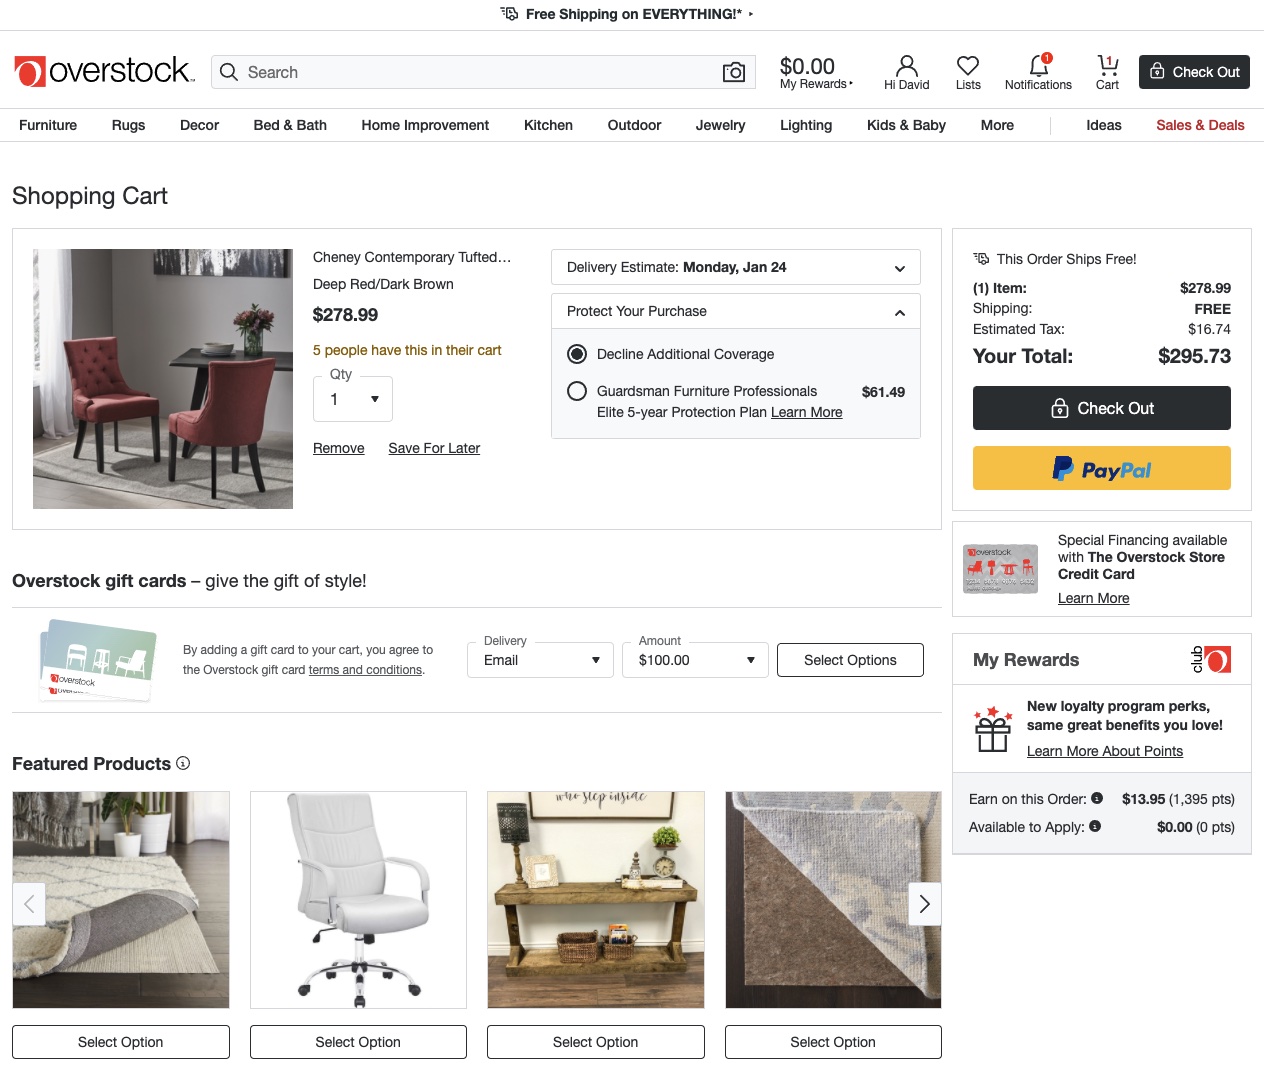 Free Shipping on EVERYTHING!*
overstock
Search
$0.00
My Rewards
Hi David
Lists
1
Notifications
1
Cart
Check Out
Furniture
Rugs
Decor
Bed & Bath
Home Improvement
Kitchen
Outdoor
Jewelry
Lighting
Kids & Baby
More
Ideas
Sales & Deals
Shopping Cart
Cheney Contemporary Tufted...
Deep Red/Dark Brown
$278.99
5 people have this in their cart
Qty
1
Remove
Save For Later
Delivery Estimate: Monday, Jan 24
Protect Your Purchase
Decline Additional Coverage
Guardsman Furniture Professionals $61.49
Elite 5-year Protection Plan Learn More
This Order Ships Free!
(1) Item: $278.99
Shipping: FREE
Estimated Tax: $16.74
Your Total: $295.73
Check Out
PayPal
overstock
Special Financing available
with The Overstock Store
Credit Card
Learn More
Overstock gift cards – give the gift of style!
overstock
By adding a gift card to your cart, you agree to
the Overstock gift card terms and conditions.
Delivery
Email
Amount
$100.00
Select Options
My Rewards
club
New loyalty program perks,
same great benefits you love!
Learn More About Points
Earn on this Order: $13.95 (1,395 pts)
Available to Apply: $0.00 (0 pts)
Featured Products
who step inside
Select Option
Select Option
Select Option
Select Option